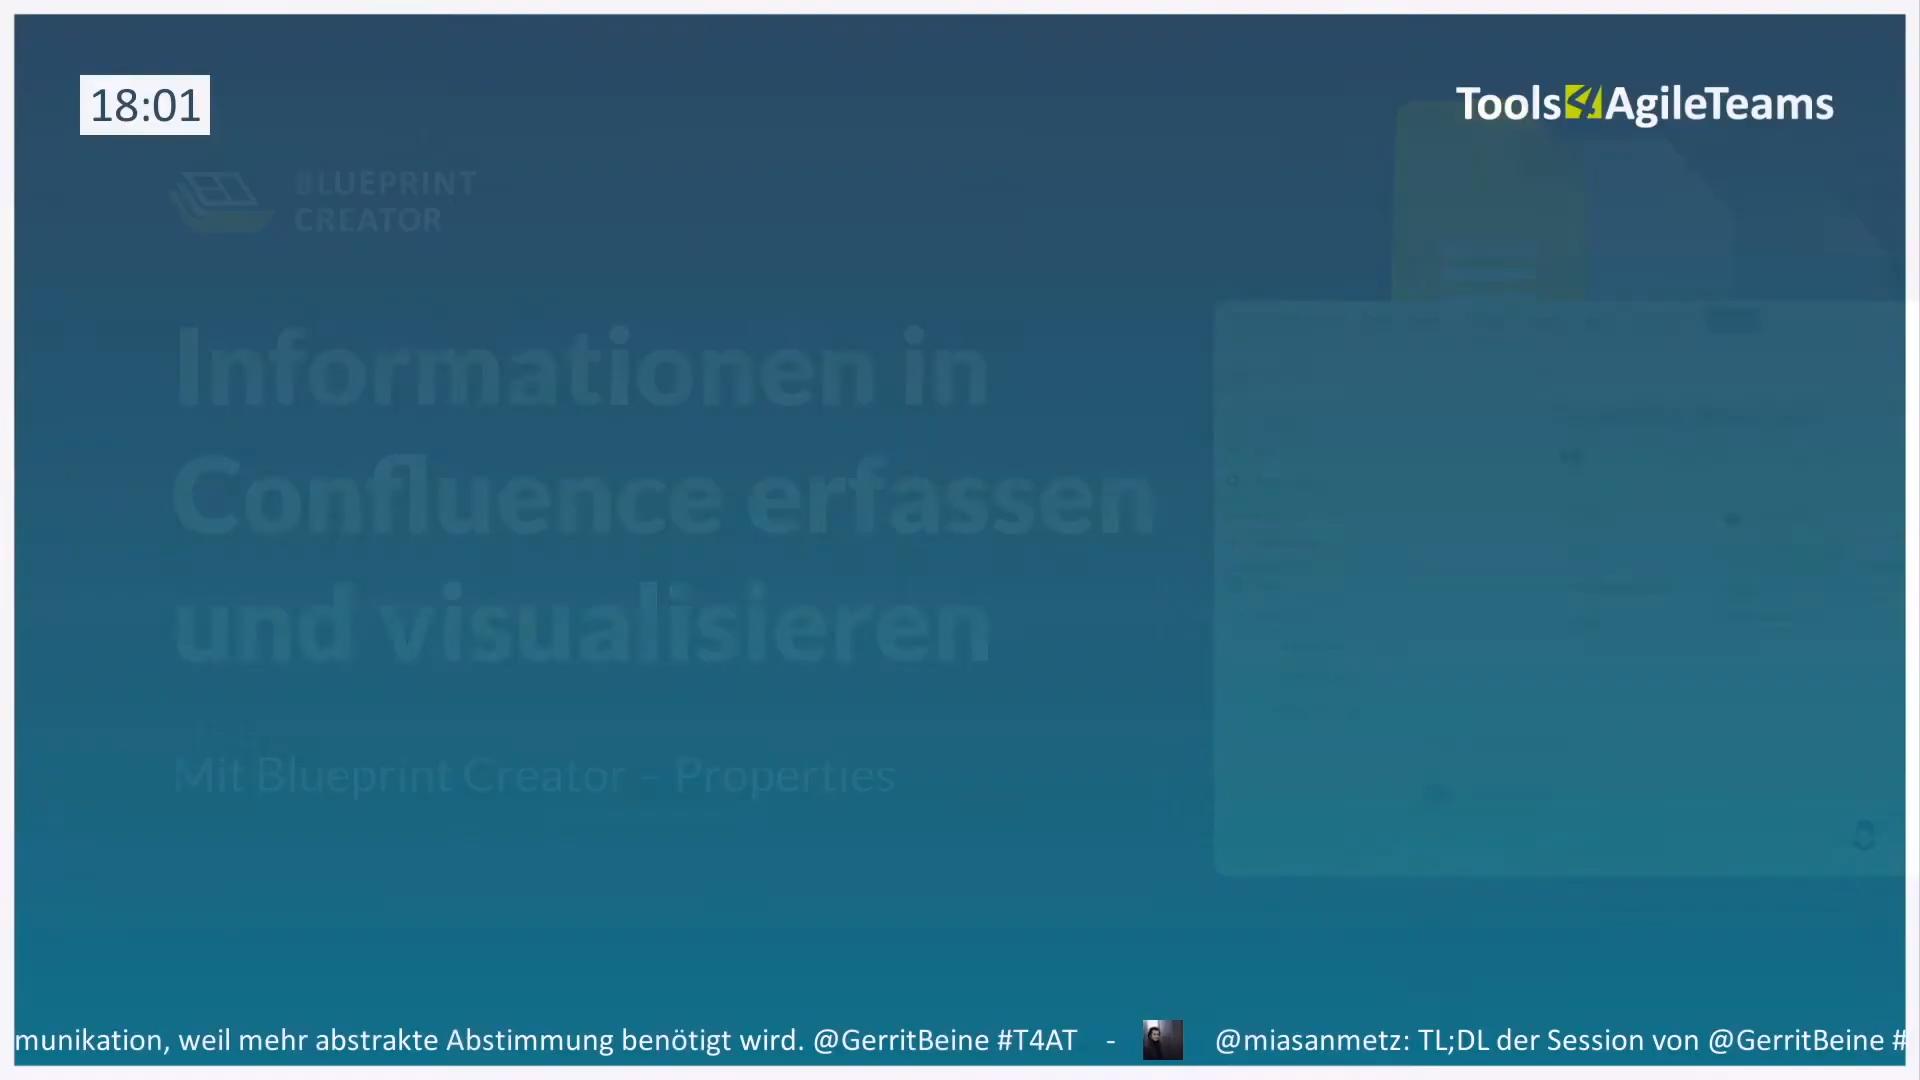 18:01
Tools4AgileTeams
BLUEPRINT
CREATOR
Informationen in
Confluence erfassen
und visualisieren
Mit Blueprint Creator – Properties
munikation, weil mehr abstrakte Abstimmung benötigt wird. @GerritBeine #T4AT - @miasanmetz: TL;DL der Session von @GerritBeine #